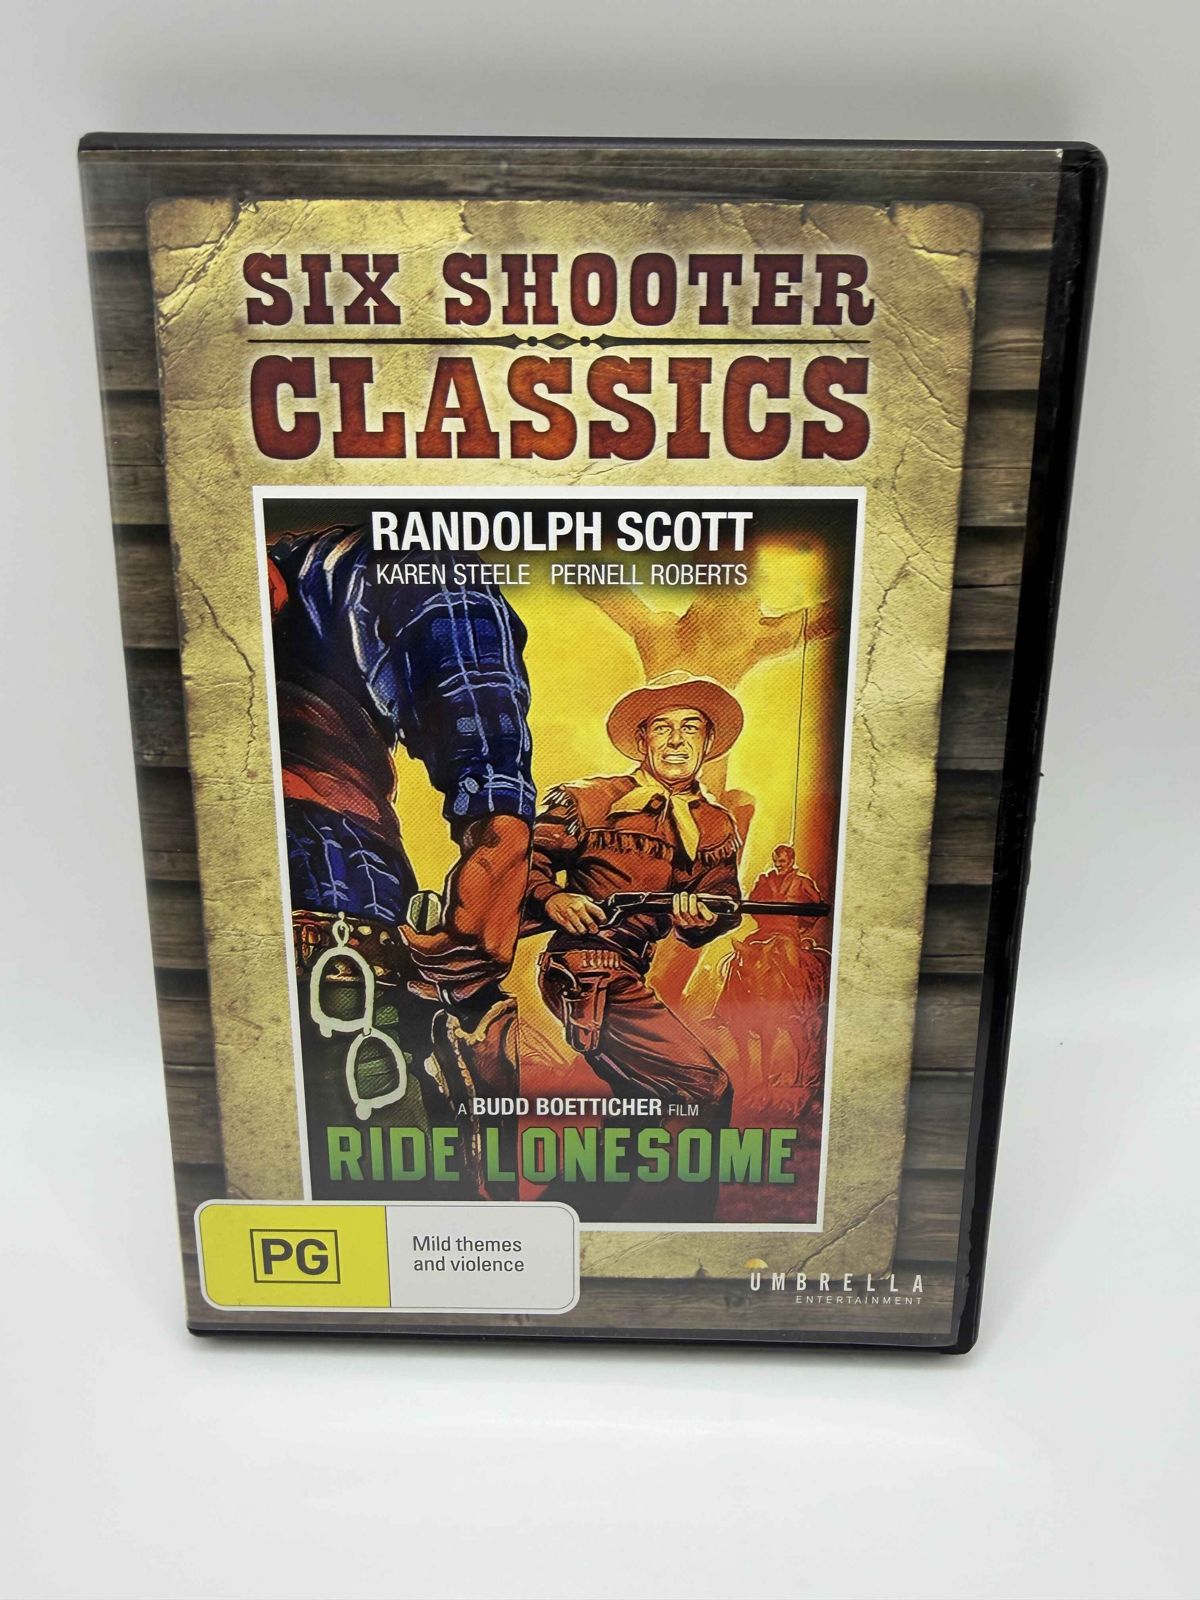 SIX SHOOTER
CLASSICS
RANDOLPH SCOTT
KAREN STEELE PERNELL ROBERTS
A BUDD BOETTICHER FILM
RIDE LONESOME
PG
Mild themes
and violence
UMBRELLA
ENTERTAINMENT